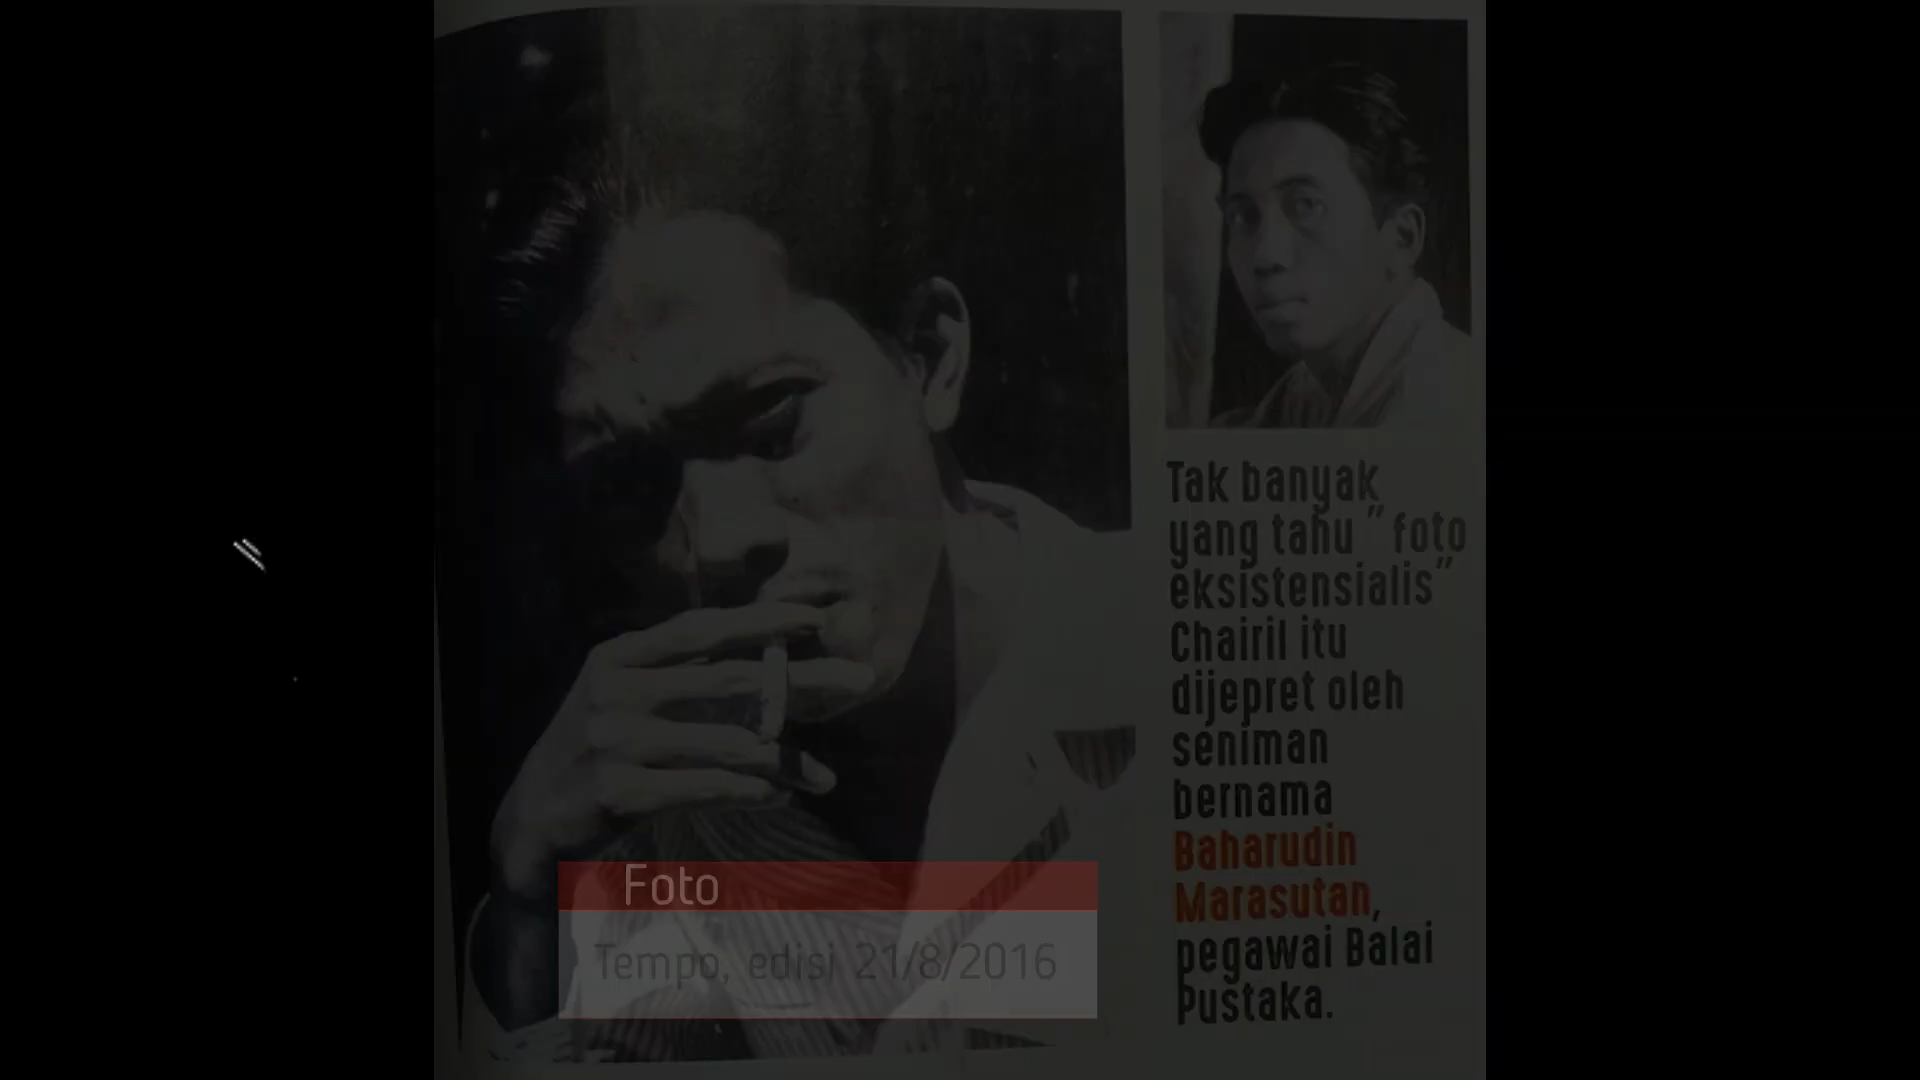 Tak banyak
yang tahu "foto
eksistensialis"
Chairil itu
dijepret oleh
seniman
bernama
Baharudin
Marasutan,
pegawai Balai
Pustaka.
Foto
Tempo, edisi 21/8/2016